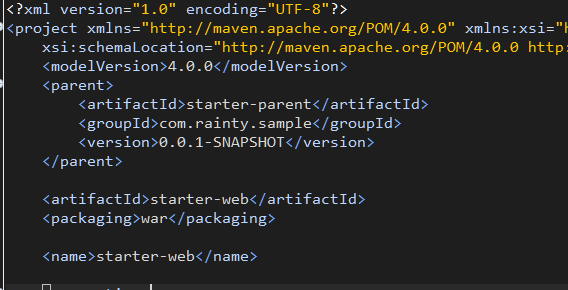 <?xml version="1.0" encoding="UTF-8"?>
<project xmlns="http://maven.apache.org/POM/4.0.0" xmlns:xsi="h
xsi:schemaLocation="http://maven.apache.org/POM/4.0.0 http:
<modelVersion>4.0.0</modelVersion>
<parent>
<artifactId>starter-parent</artifactId>
<groupId>com.rainty.sample</groupId>
<version>0.0.1-SNAPSHOT</version>
</parent>
<artifactId>starter-web</artifactId>
<packaging>war</packaging>
<name>starter-web</name>